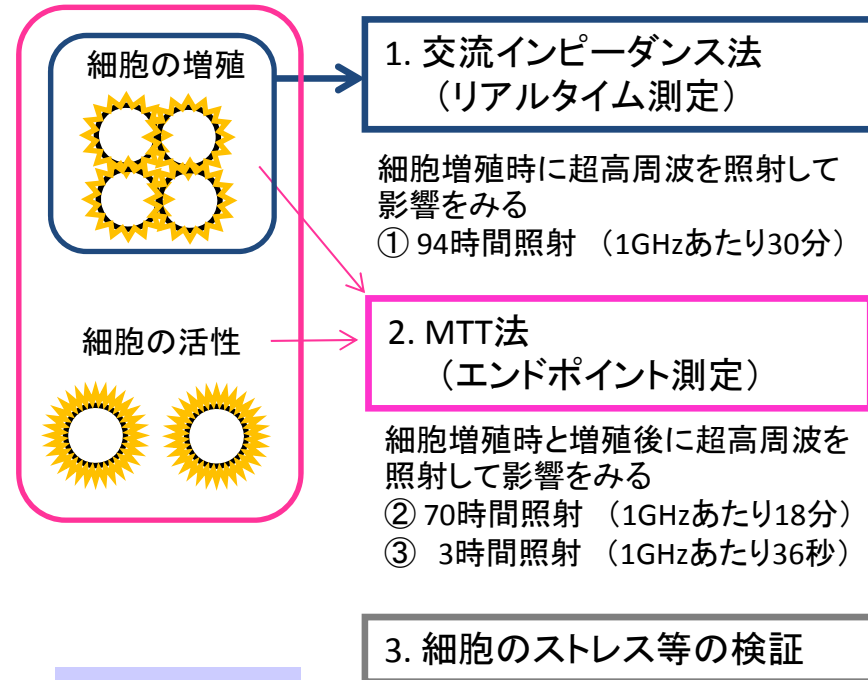 細胞の増殖
1. 交流インピーダンス法
（リアルタイム測定）
細胞増殖時に超高周波を照射して
影響をみる
① 94時間照射 （1GHzあたり30分）
細胞の活性
2. MTT法
（エンドポイント測定）
細胞増殖時と増殖後に超高周波を
照射して影響をみる
② 70時間照射 （1GHzあたり18分）
③ 3時間照射 （1GHzあたり36秒）
3. 細胞のストレス等の検証